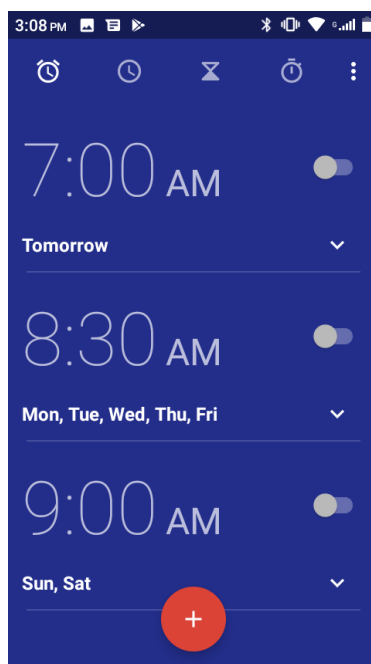 3:08 PM
7:00 AM
Tomorrow
8:30 AM
Mon, Tue, Wed, Thu, Fri
9:00 AM
Sun, Sat